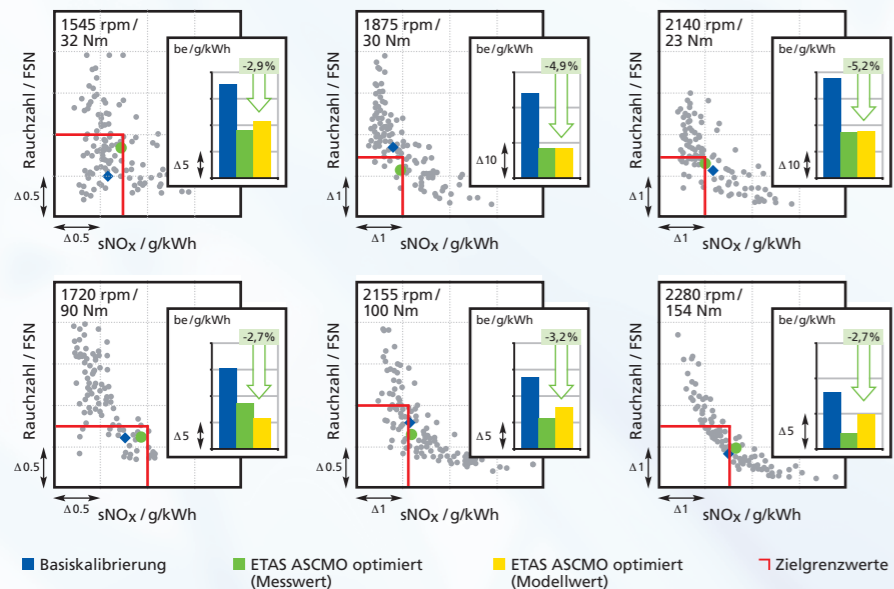 1545 rpm/
32 Nm
be/g/kWh
-2,9%
Δ5
Rauchzahl / FSN
Δ0.5
Δ0.5
sNOx / g/kWh
1875 rpm/
30 Nm
be/g/kWh
-4,9%
Δ10
Rauchzahl / FSN
Δ1
Δ1
sNOx / g/kWh
2140 rpm/
23 Nm
be/g/kWh
-5,2%
Δ10
Rauchzahl / FSN
Δ1
Δ1
sNOx / g/kWh
1720 rpm/
90 Nm
be/g/kWh
-2,7%
Δ5
Rauchzahl / FSN
Δ0.5
Δ0.5
sNOx / g/kWh
2155 rpm/
100 Nm
be/g/kWh
-3,2%
Δ5
Rauchzahl / FSN
Δ0.5
Δ1
sNOx / g/kWh
2280 rpm/
154 Nm
be/g/kWh
-2,7%
Δ5
Rauchzahl / FSN
Δ1
Δ1
sNOx / g/kWh
Basiskalibrierung
ETAS ASCMO optimiert
(Messwert)
ETAS ASCMO optimiert
(Modellwert)
Zielgrenzwerte